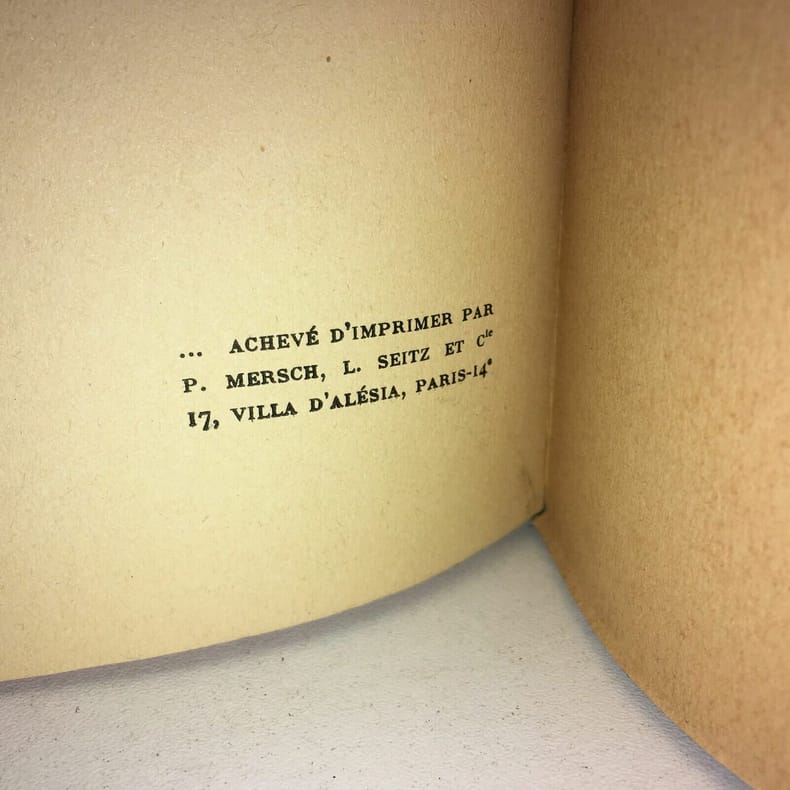 ... ACHEVÉ D'IMPRIMER PAR
P. MERSCH, L. SEITZ ET Cie
17, VILLA D'ALÉSIA, PARIS-14e